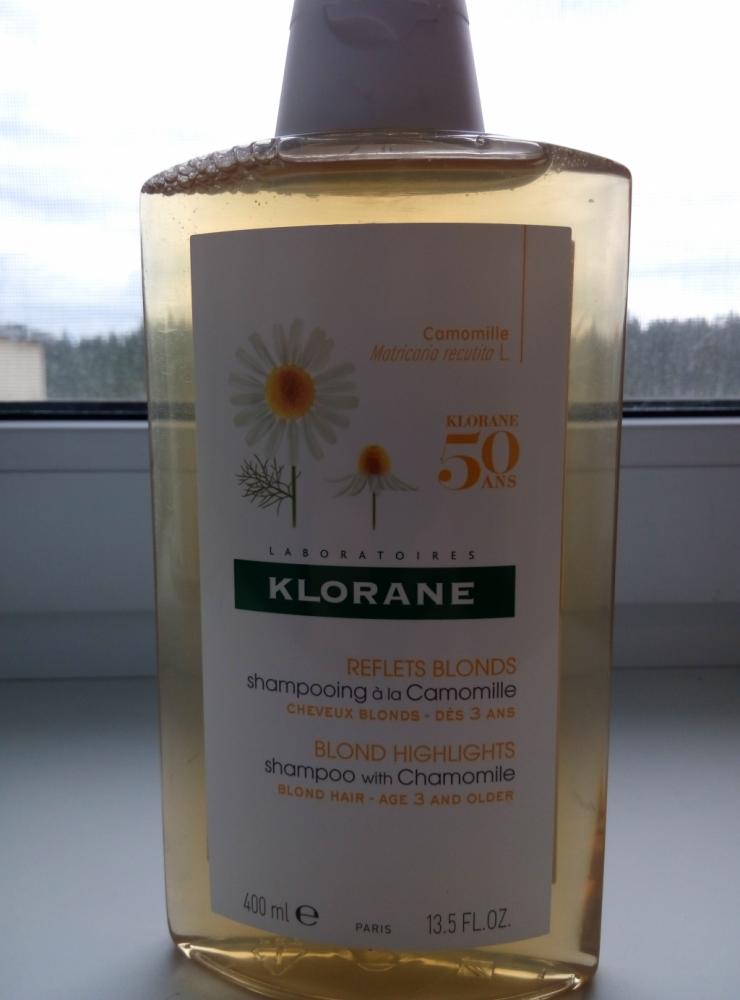 Camomille
Matricaria recutita L.
KLORANE
50
ANS
LABORATOIRES
KLORANE
REFLETS BLONDS
shampooing à la Camomille
CHEVEUX BLONDS - DÈS 3 ANS
BLOND HIGHLIGHTS
shampoo with Chamomile
BLOND HAIR - AGE 3 AND OLDER
400 ml e PARIS 13.5 FL.OZ.